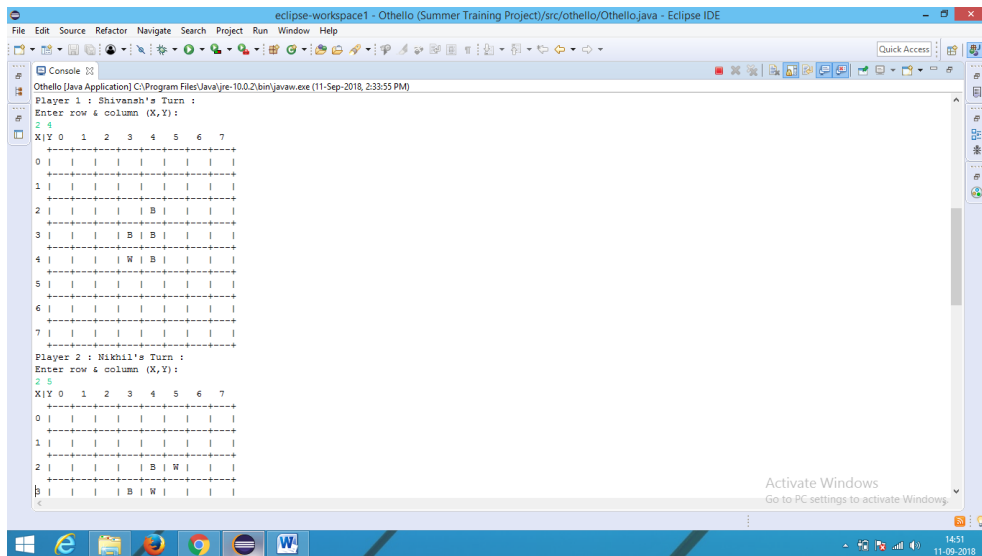 eclipse-workspace1 - Othello (Summer Training Project)/src/othello/Othello.java - Eclipse IDE
File Edit Source Refactor Navigate Search Project Run Window Help
Quick Access
Console
Othello [Java Application] C:\Program Files\Java\jre-10.0.2\bin\javaw.exe (11-Sep-2018, 2:33:55 PM)
Player 1 : Shivansh's Turn :
Enter row & column (X,Y):
2 4
X|Y 0   1   2   3   4   5   6   7
  +---+---+---+---+---+---+---+---+
0 |   |   |   |   |   |   |   |   |
  +---+---+---+---+---+---+---+---+
1 |   |   |   |   |   |   |   |   |
  +---+---+---+---+---+---+---+---+
2 |   |   |   |   | B |   |   |   |
  +---+---+---+---+---+---+---+---+
3 |   |   |   | B | B |   |   |   |
  +---+---+---+---+---+---+---+---+
4 |   |   |   | W | B |   |   |   |
  +---+---+---+---+---+---+---+---+
5 |   |   |   |   |   |   |   |   |
  +---+---+---+---+---+---+---+---+
6 |   |   |   |   |   |   |   |   |
  +---+---+---+---+---+---+---+---+
7 |   |   |   |   |   |   |   |   |
  +---+---+---+---+---+---+---+---+
Player 2 : Nikhil's Turn :
Enter row & column (X,Y):
2 5
X|Y 0   1   2   3   4   5   6   7
  +---+---+---+---+---+---+---+---+
0 |   |   |   |   |   |   |   |   |
  +---+---+---+---+---+---+---+---+
1 |   |   |   |   |   |   |   |   |
  +---+---+---+---+---+---+---+---+
2 |   |   |   |   | B | W |   |   |
  +---+---+---+---+---+---+---+---+
3 |   |   |   | B | W |   |   |   |
Activate Windows
Go to PC settings to activate Windows.
14:51
11-09-2018